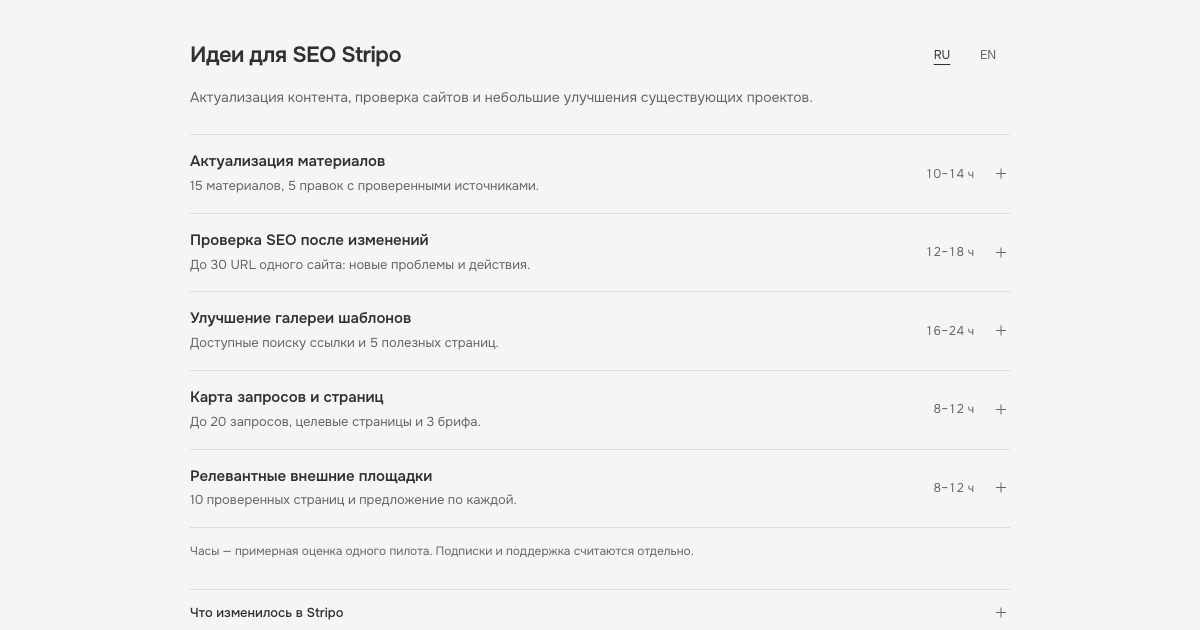 Идеи для SEO Stripo
RU EN
Актуализация контента, проверка сайтов и небольшие улучшения существующих проектов.
Актуализация материалов
15 материалов, 5 правок с проверенными источниками.
10–14 ч +
Проверка SEO после изменений
До 30 URL одного сайта: новые проблемы и действия.
12–18 ч +
Улучшение галереи шаблонов
Доступные поиску ссылки и 5 полезных страниц.
16–24 ч +
Карта запросов и страниц
До 20 запросов, целевые страницы и 3 брифа.
8–12 ч +
Релевантные внешние площадки
10 проверенных страниц и предложение по каждой.
8–12 ч +
Часы — примерная оценка одного пилота. Подписки и поддержка считаются отдельно.
Что изменилось в Stripo +